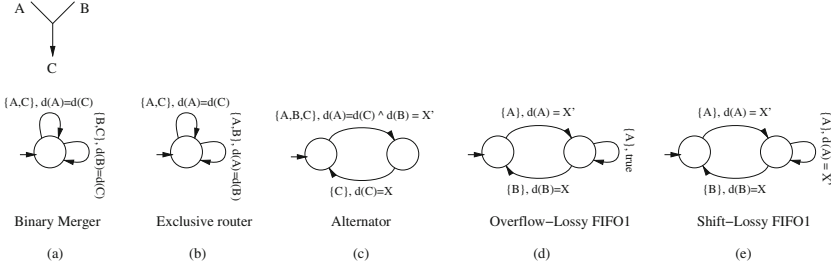 A B
C
{A,C}, d(A)=d(C)
{B,C}, d(B)=d(C)
{A,C}, d(A)=d(C)
{A,B}, d(A)=d(B)
{A,B,C}, d(A)=d(C) ^ d(B) = X'
{C}, d(C)=X
{A}, d(A) = X'
{A}, true
{B}, d(B)=X
{A}, d(A) = X'
{A}, d(A) = X'
{B}, d(B)=X
Binary Merger Exclusive router Alternator Overflow−Lossy FIFO1 Shift−Lossy FIFO1
(a) (b) (c) (d) (e)